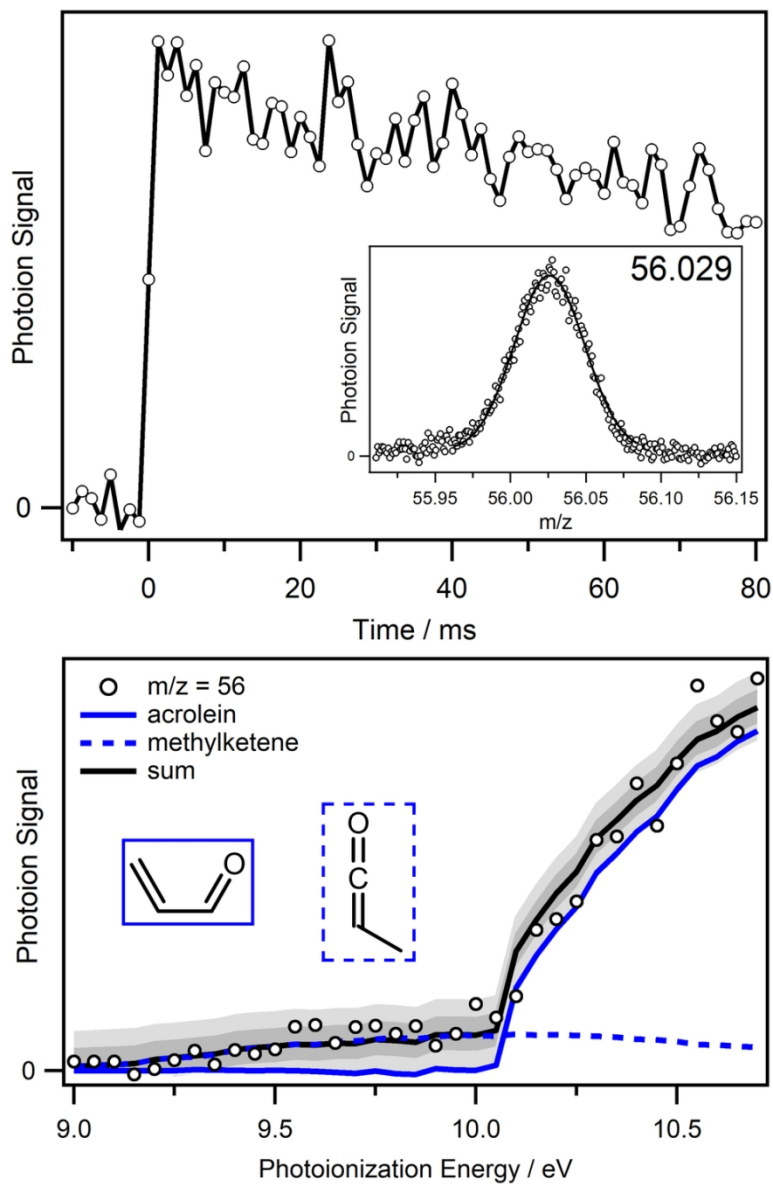 Photoion Signal
0
0
20
40
60
80
Time / ms
56.029
Photoion Signal
0
55.95
56.00
56.05
56.10
56.15
m/z
m/z = 56
acrolein
methylketene
sum
O
O
C
Photoion Signal
0
9.0
9.5
10.0
10.5
Photoionization Energy / eV